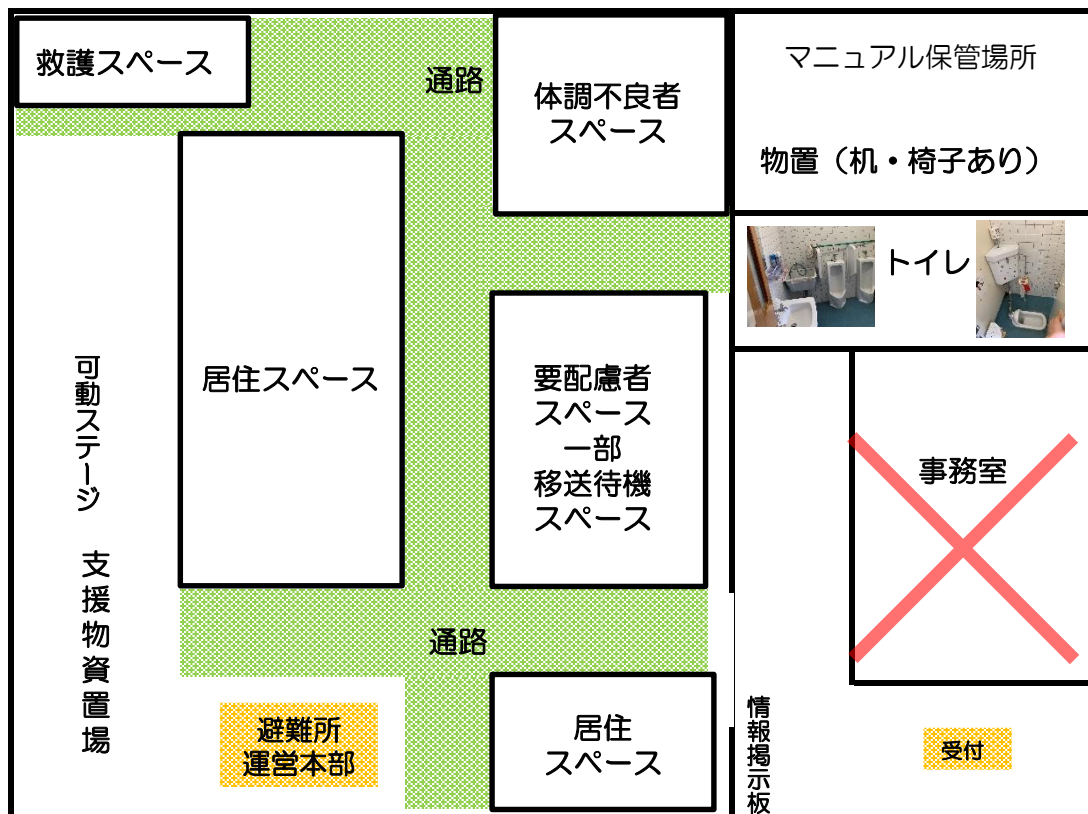 救護スペース
通路
体調不良者
スペース
マニュアル保管場所
物置（机・椅子あり）
トイレ
居住スペース
要配慮者
スペース
一部
移送待機
スペース
事務室
可動ステージ
支援物資置場
通路
避難所
運営本部
居住
スペース
情報掲示板
受付